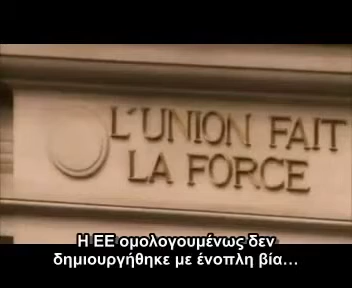 L'UNION FAIT
LA FORCE
Η ΕΕ ομολογουμένως δεν
δημιουργήθηκε με ένοπλη βία...